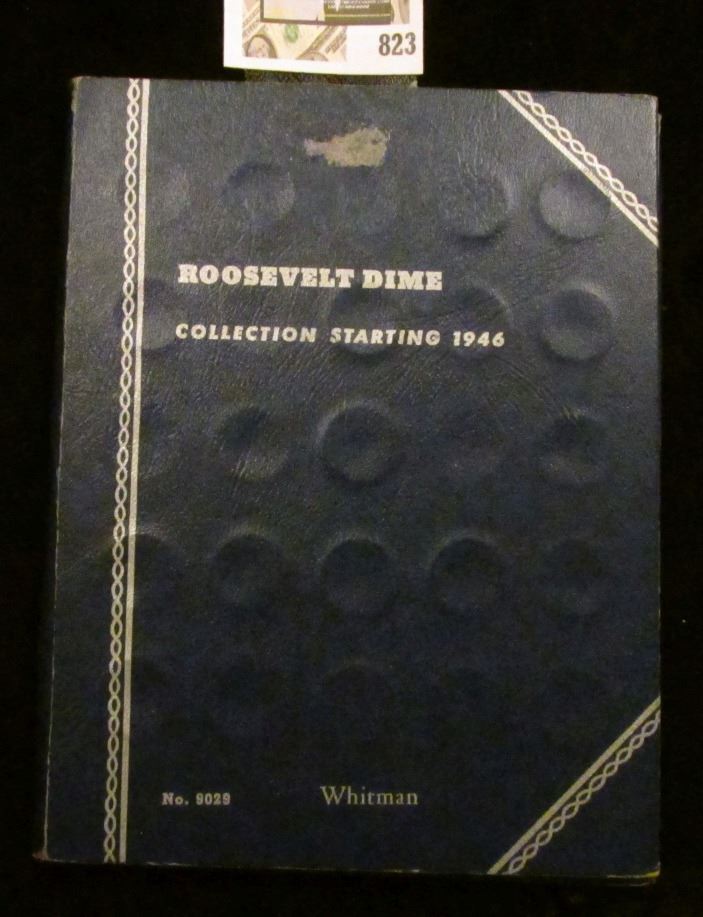 823
ROOSEVELT DIME
COLLECTION STARTING 1946
No. 9029 Whitman